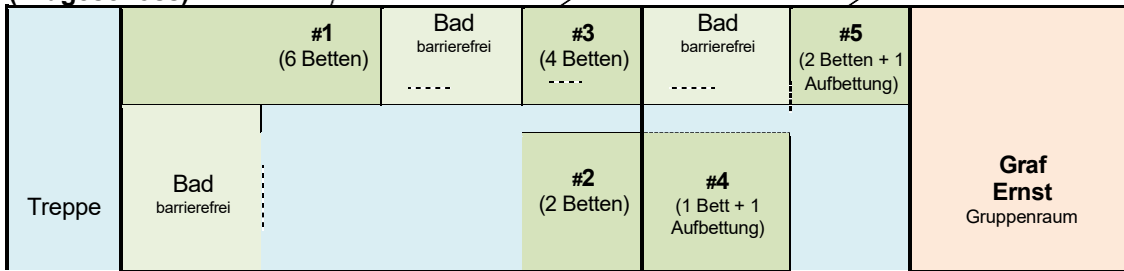 #1
(6 Betten)
Bad
barrierefrei
#3
(4 Betten)
Bad
barrierefrei
#5
(2 Betten + 1
Aufbettung)
Treppe
Bad
barrierefrei
#2
(2 Betten)
#4
(1 Bett + 1
Aufbettung)
Graf
Ernst
Gruppenraum